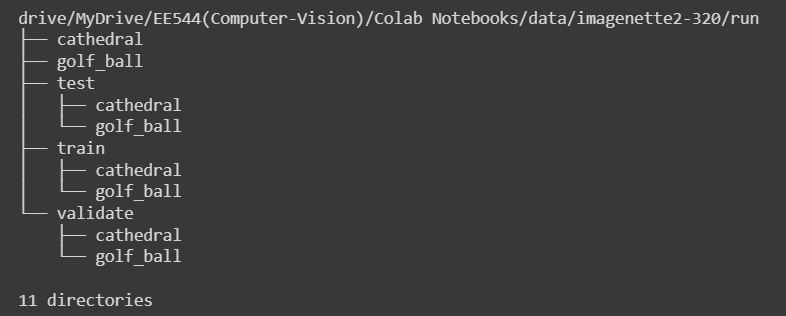 drive/MyDrive/EE544(Computer-Vision)/Colab Notebooks/data/imagenette2-320/run
├── cathedral
├── golf_ball
├── test
│   ├── cathedral
│   └── golf_ball
├── train
│   ├── cathedral
│   └── golf_ball
└── validate
    ├── cathedral
    └── golf_ball

11 directories